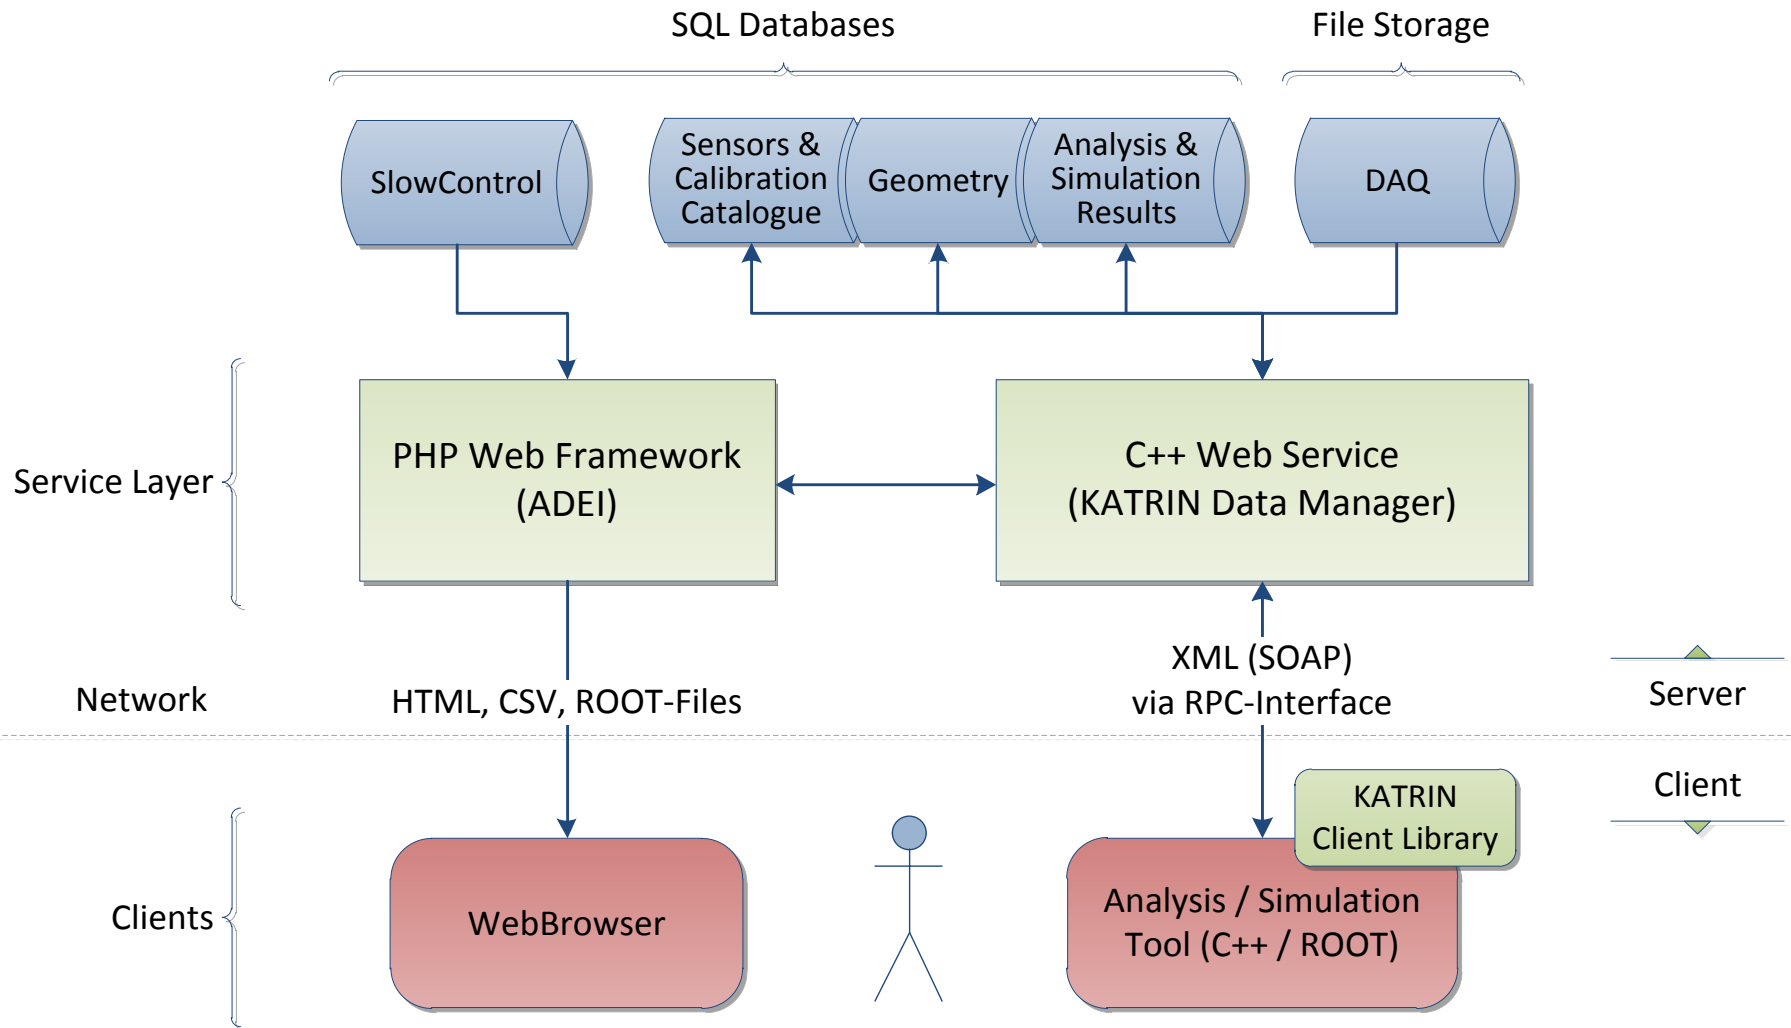 SQL Databases
File Storage
SlowControl
Sensors &
Calibration
Catalogue
Geometry
Analysis &
Simulation
Results
DAQ
Service Layer
PHP Web Framework
(ADEI)
C++ Web Service
(KATRIN Data Manager)
Network
HTML, CSV, ROOT-Files
XML (SOAP)
via RPC-Interface
Server
Client
KATRIN
Client Library
Clients
WebBrowser
Analysis / Simulation
Tool (C++ / ROOT)